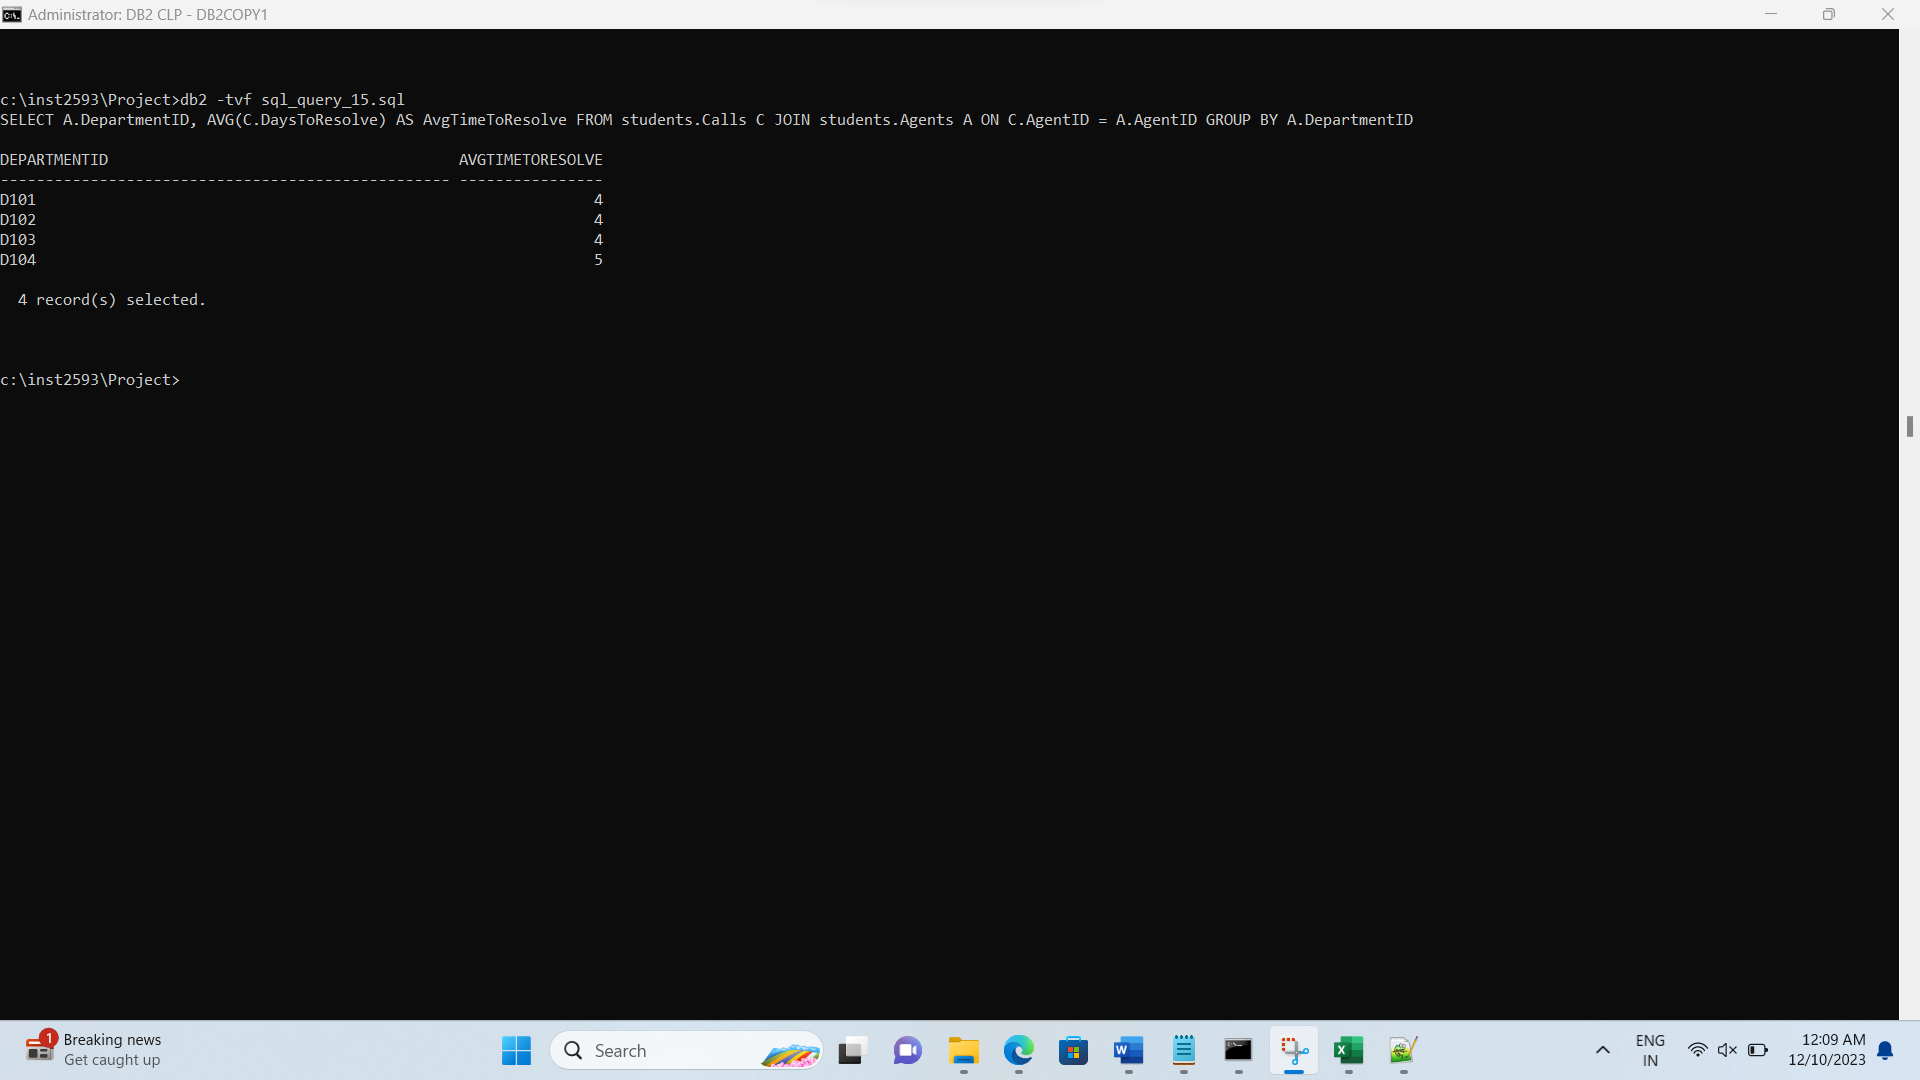 Administrator: DB2 CLP - DB2COPY1
c:\inst2593\Project>db2 -tvf sql_query_15.sql
SELECT A.DepartmentID, AVG(C.DaysToResolve) AS AvgTimeToResolve FROM students.Calls C JOIN students.Agents A ON C.AgentID = A.AgentID GROUP BY A.DepartmentID
DEPARTMENTID                                       AVGTIMETORESOLVE
-------------------------------------------------- ----------------
D101                                                              4
D102                                                              4
D103                                                              4
D104                                                              5
  4 record(s) selected.
c:\inst2593\Project>
1
Breaking news
Get caught up
Search
ENG
IN
12:09 AM
12/10/2023